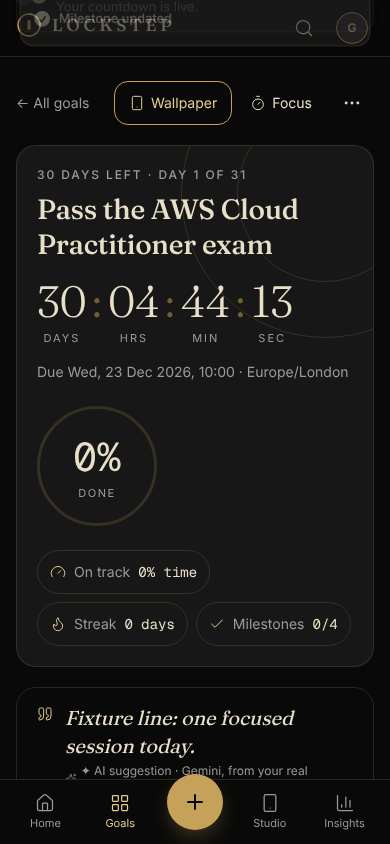 Your countdown is live.
Milestone updated
LOCKSTEP
G
← All goals
Wallpaper
Focus
30 DAYS LEFT · DAY 1 OF 31
Pass the AWS Cloud
Practitioner exam
30 : 04 : 44 : 13
DAYS HRS MIN SEC
Due Wed, 23 Dec 2026, 10:00 · Europe/London
0%
DONE
On track 0% time
Streak 0 days
Milestones 0/4
Fixture line: one focused
session today.
✦ AI suggestion · Gemini, from your real
Home
Goals
+
Studio
Insights